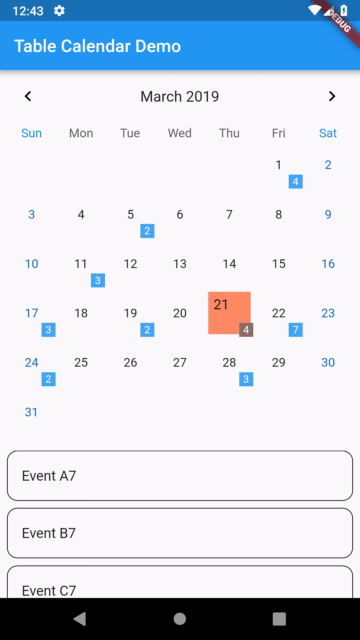 12:43
DEBUG
Table Calendar Demo
March 2019
Sun Mon Tue Wed Thu Fri Sat
1 2
4
3 4 5 6 7 8 9
2
10 11 12 13 14 15 16
3
17 18 19 20 21 22 23
3 2 4 7
24 25 26 27 28 29 30
2 3
31
Event A7
Event B7
Event C7